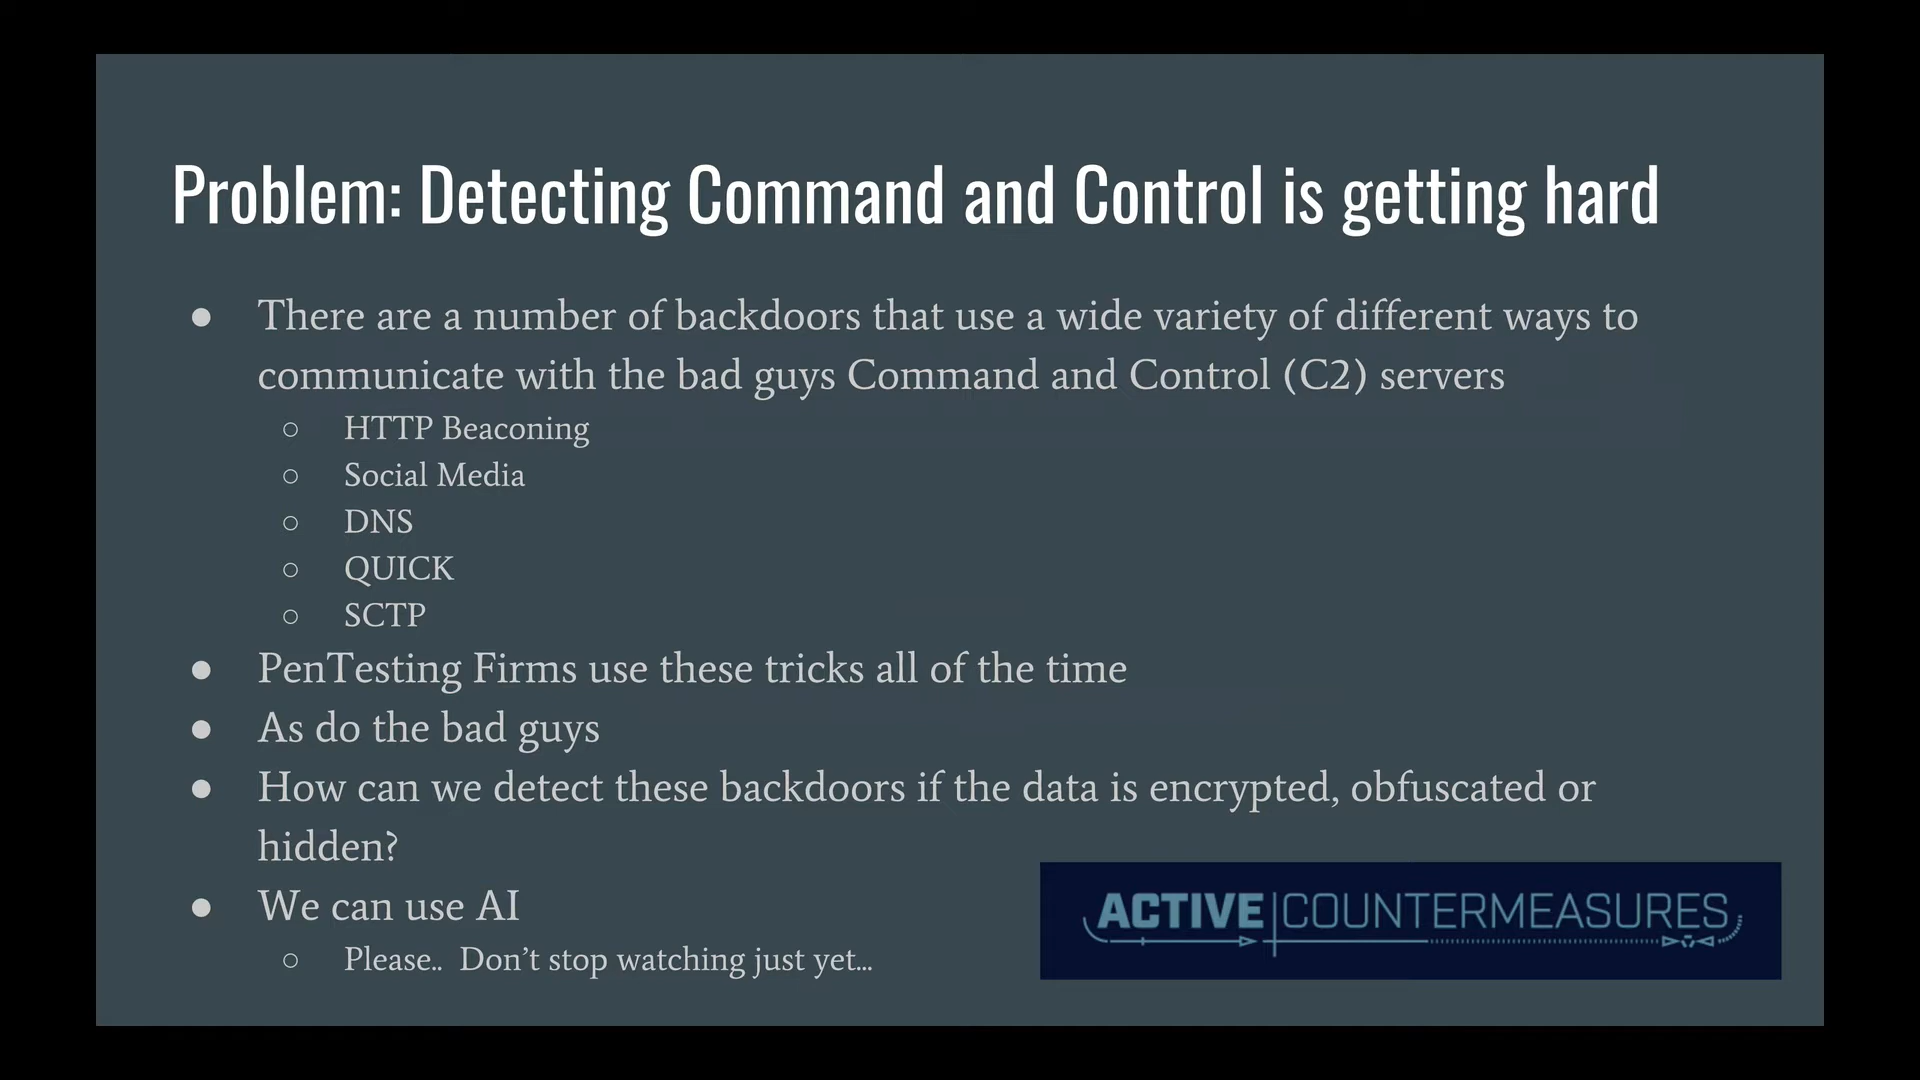 Problem: Detecting Command and Control is getting hard
● There are a number of backdoors that use a wide variety of different ways to
communicate with the bad guys Command and Control (C2) servers
○ HTTP Beaconing
○ Social Media
○ DNS
○ QUICK
○ SCTP
● PenTesting Firms use these tricks all of the time
● As do the bad guys
● How can we detect these backdoors if the data is encrypted, obfuscated or
hidden?
● We can use AI
○ Please.. Don’t stop watching just yet...
ACTIVE COUNTERMEASURES